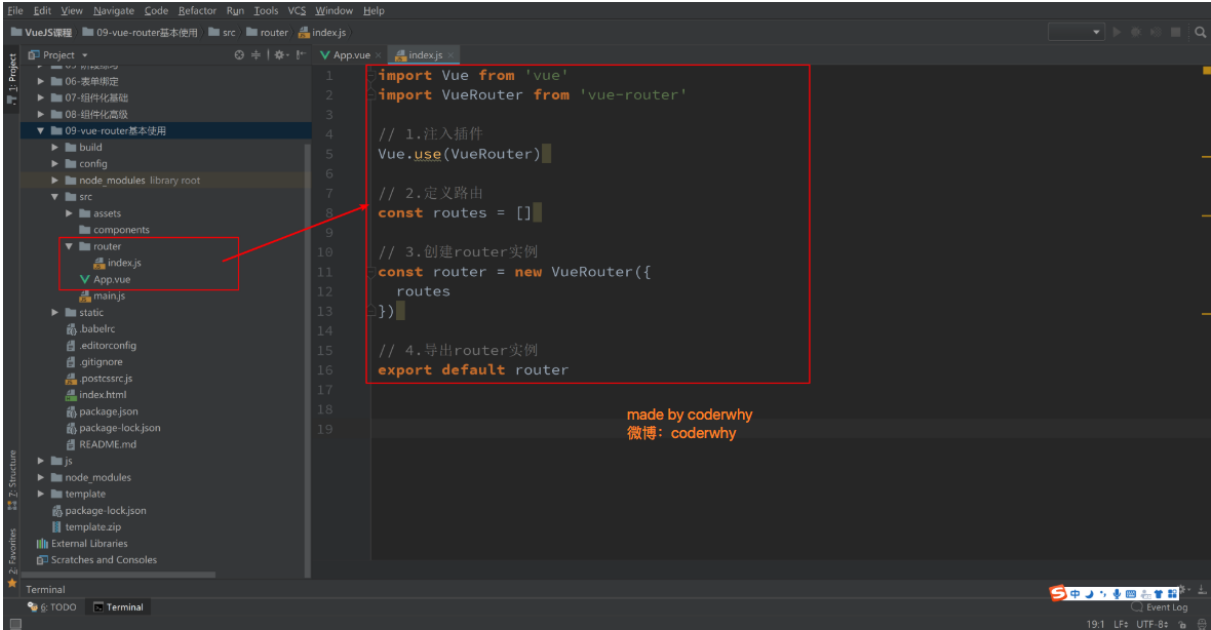 File Edit View Navigate Code Refactor Run Tools VCS Window Help
VueJS课程 09-vue-router基本使用 src router index.js
Project
App.vue
index.js
1: Project
06-表单绑定
07-组件化基础
08-组件化高级
09-vue-router基本使用
build
config
node_modules library root
src
assets
components
router
index.js
App.vue
main.js
static
.babelrc
.editorconfig
.gitignore
.postcssrc.js
index.html
package.json
package-lock.json
README.md
js
node_modules
template
package-lock.json
template.zip
External Libraries
Scratches and Consoles
7: Structure
2: Favorites
1 import Vue from 'vue'
2 import VueRouter from 'vue-router'
3
4 // 1.注入插件
5 Vue.use(VueRouter)
6
7 // 2.定义路由
8 const routes = []
9
10 // 3.创建router实例
11 const router = new VueRouter({
12 routes
13 })
14
15 // 4.导出router实例
16 export default router
17
18
19
made by coderwhy
微博：coderwhy
Terminal
6: TODO Terminal
中
Event Log
19:1 LF UTF-8